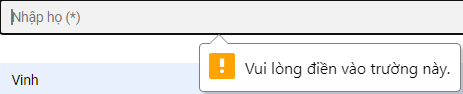 Nhập họ (*)
Vui lòng điền vào trường này.
Vinh